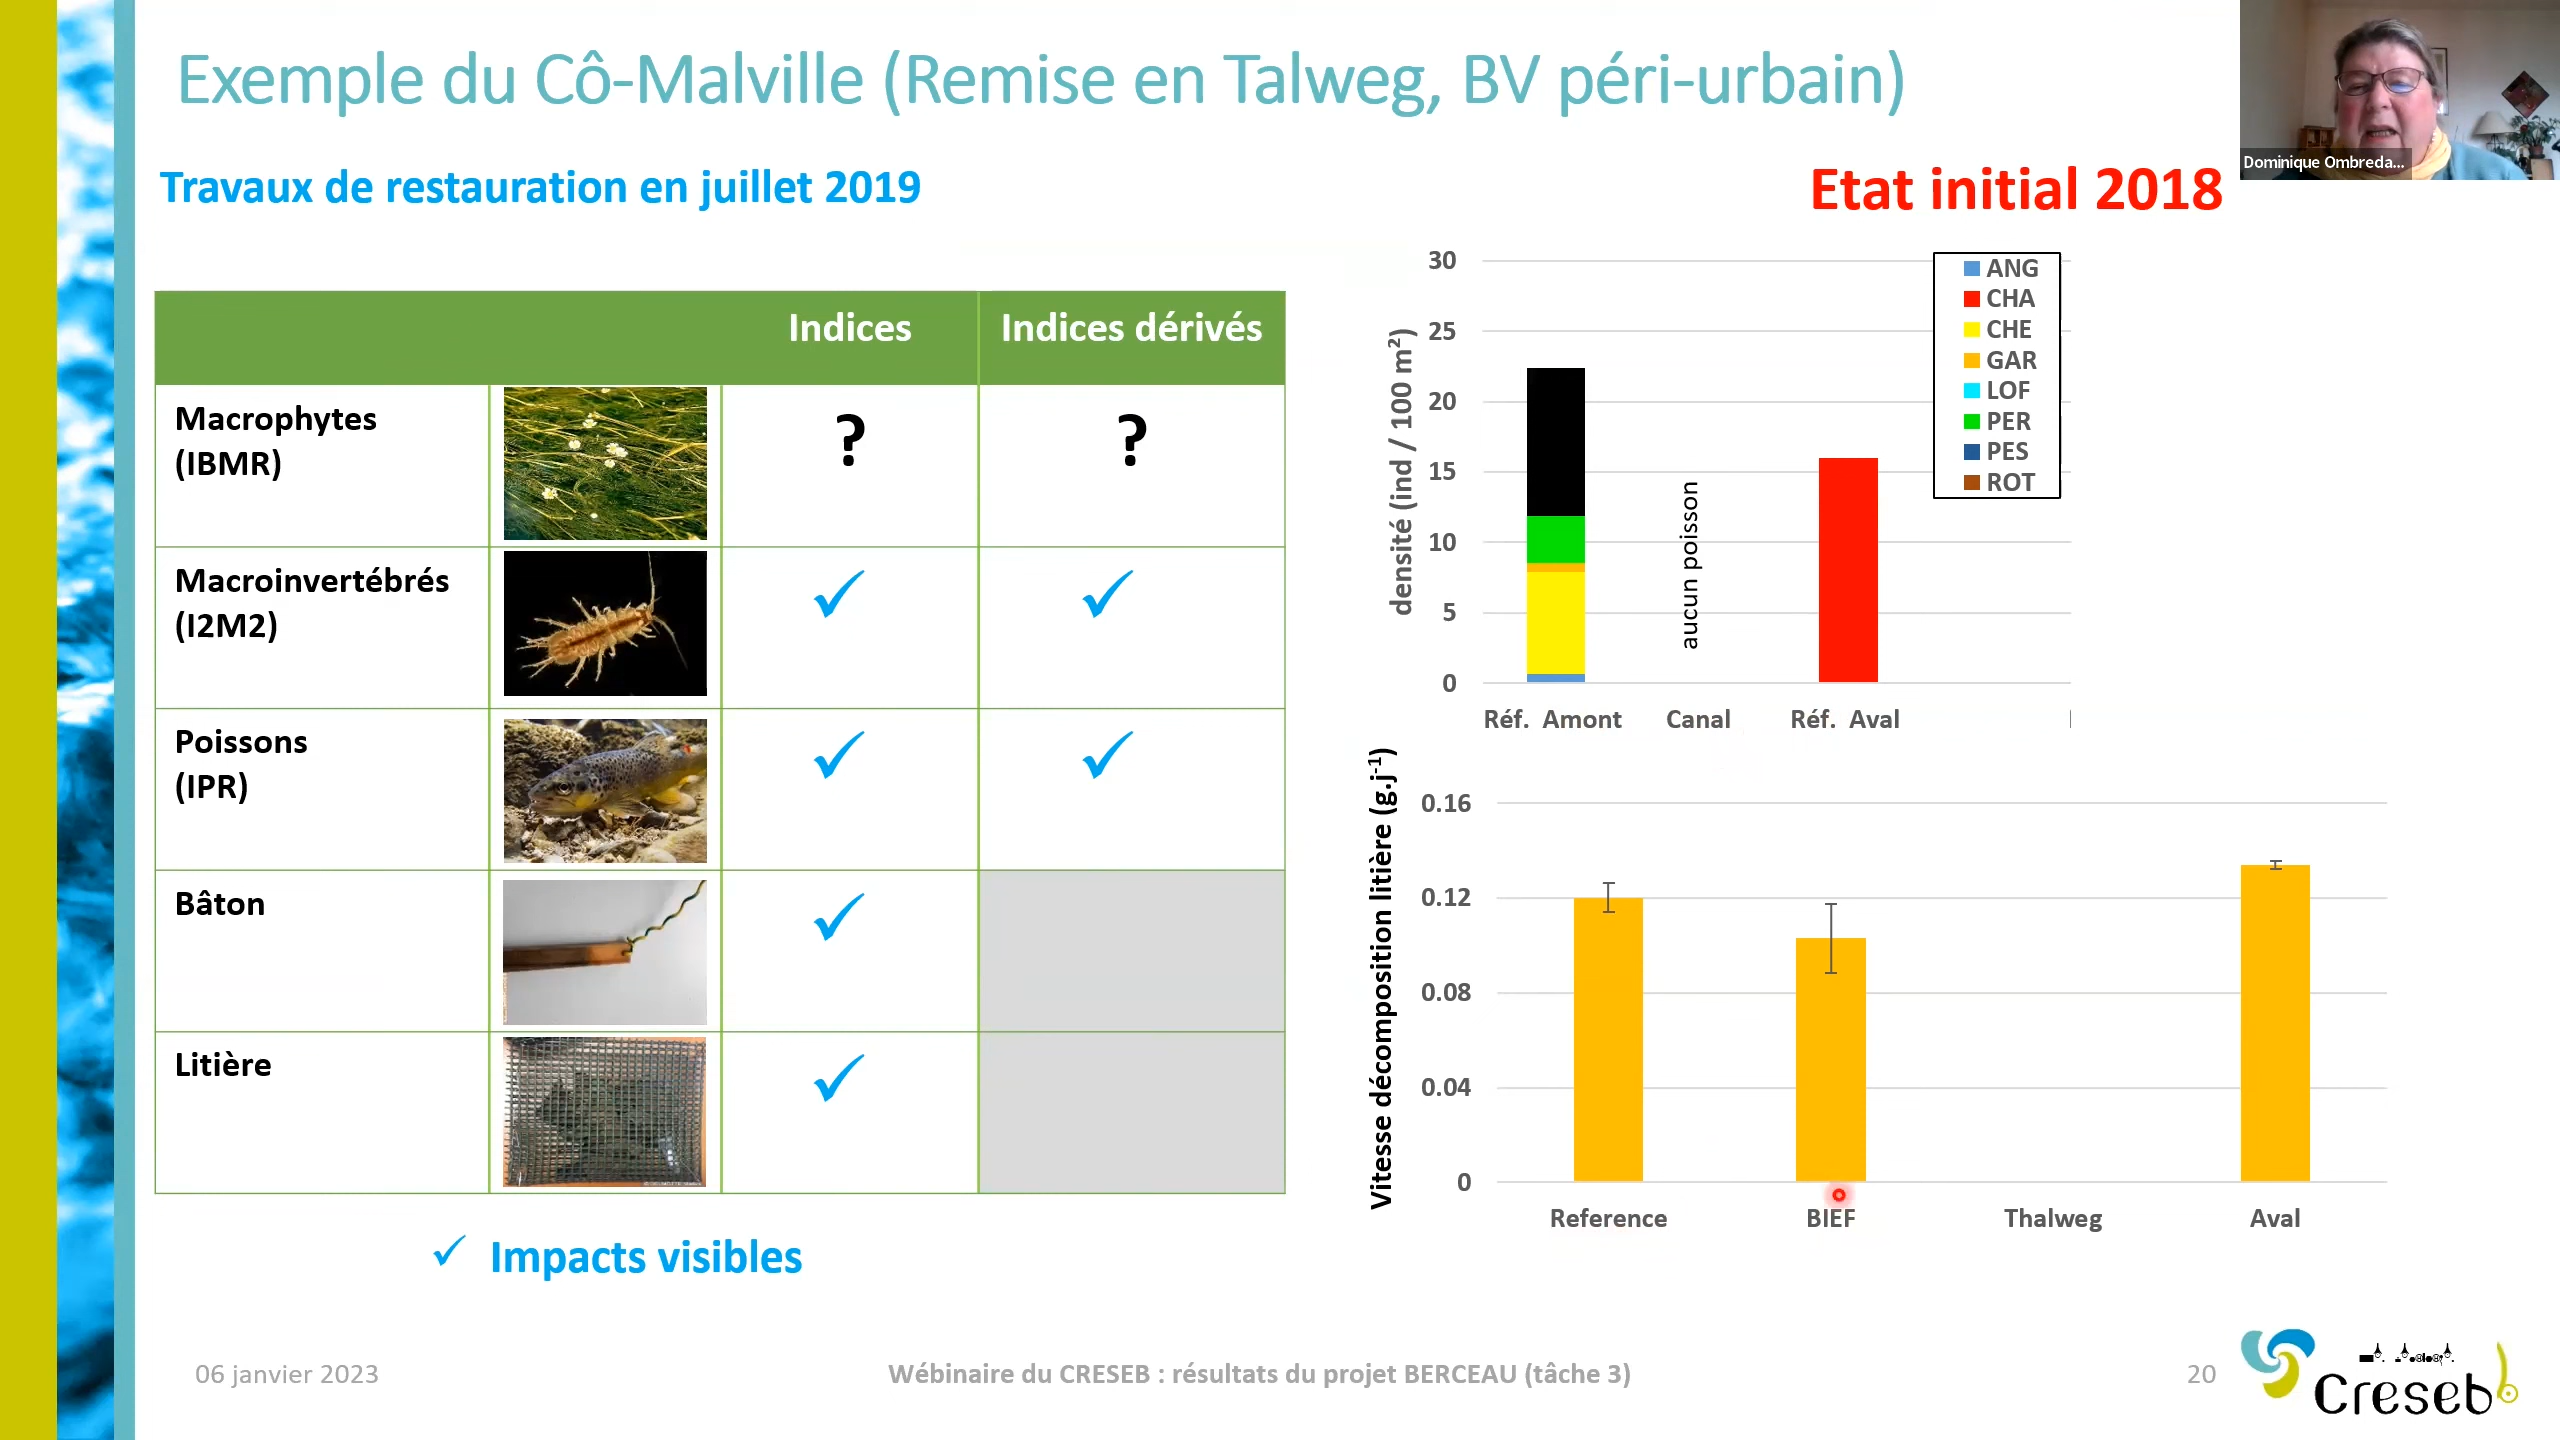 Exemple du Cô-Malville (Remise en Talweg, BV péri-urbain)
Dominique Ombreda...
Travaux de restauration en juillet 2019
Etat initial 2018
Indices
Indices dérivés
Macrophytes
(IBMR)
?
?
Macroinvertébrés
(I2M2)
✓
✓
Poissons
(IPR)
✓
✓
Bâton
✓
Litière
✓
✓ Impacts visibles
densité (ind / 100 m²)
30
25
20
15
10
5
0
ANG
CHA
CHE
GAR
LOF
PER
PES
ROT
aucun poisson
Réf. Amont
Canal
Réf. Aval
Vitesse décomposition litière (g.j⁻¹)
0.16
0.12
0.08
0.04
0
Reference
BIEF
Thalweg
Aval
06 janvier 2023
Wébinaire du CRESEB : résultats du projet BERCEAU (tâche 3)
20
Creseb